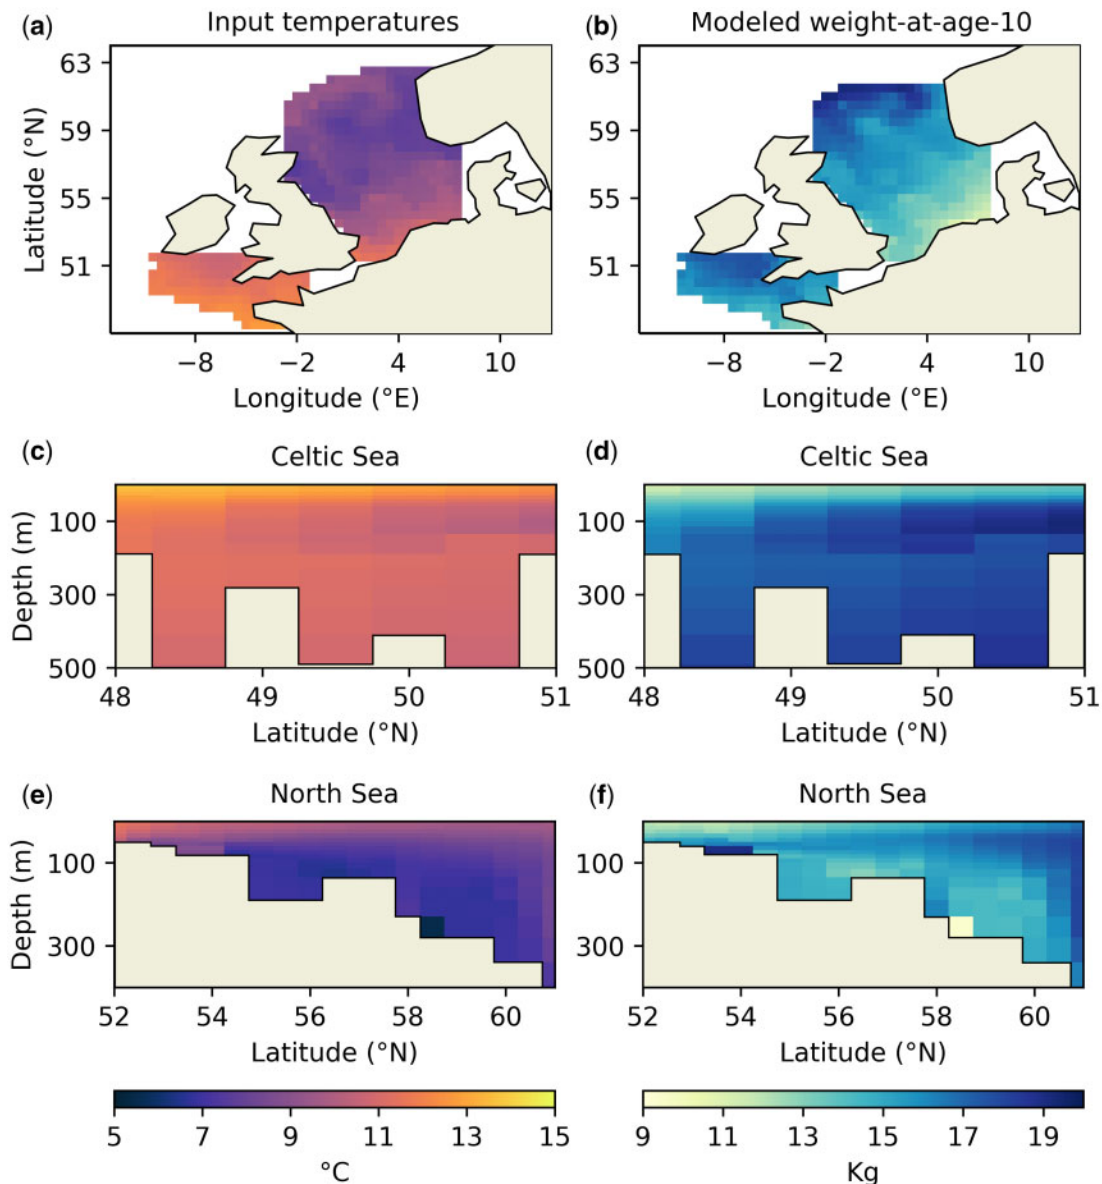 (a) Input temperatures
(b) Modeled weight-at-age-10
63
59
55
51
Latitude (°N)
−8 −2 4 10
Longitude (°E)
63
59
55
51
−8 −2 4 10
Longitude (°E)
(c) Celtic Sea
(d) Celtic Sea
100
300
500
Depth (m)
48 49 50 51
Latitude (°N)
100
300
500
48 49 50 51
Latitude (°N)
(e) North Sea
(f) North Sea
100
300
Depth (m)
52 54 56 58 60
Latitude (°N)
100
300
52 54 56 58 60
Latitude (°N)
5 7 9 11 13 15
°C
9 11 13 15 17 19
Kg